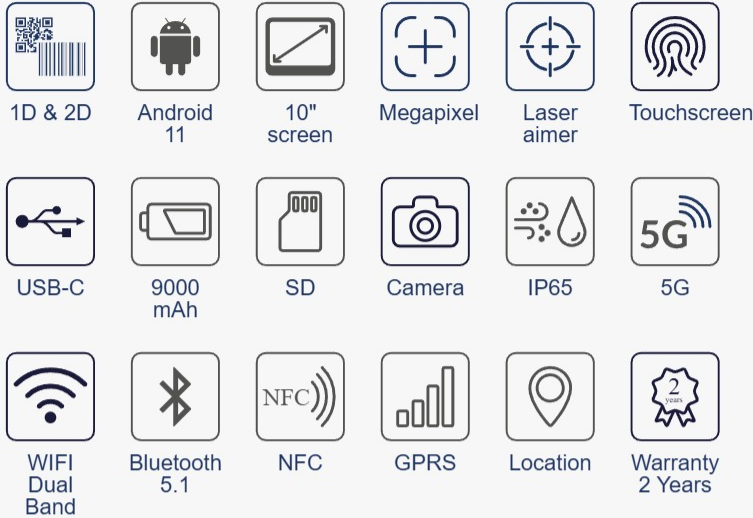 1D & 2D
Android
11
10"
screen
Megapixel
Laser
aimer
Touchscreen
USB-C
9000
mAh
SD
Camera
IP65
5G
5G
NFC
2
years
WIFI
Dual
Band
Bluetooth
5.1
NFC
GPRS
Location
Warranty
2 Years